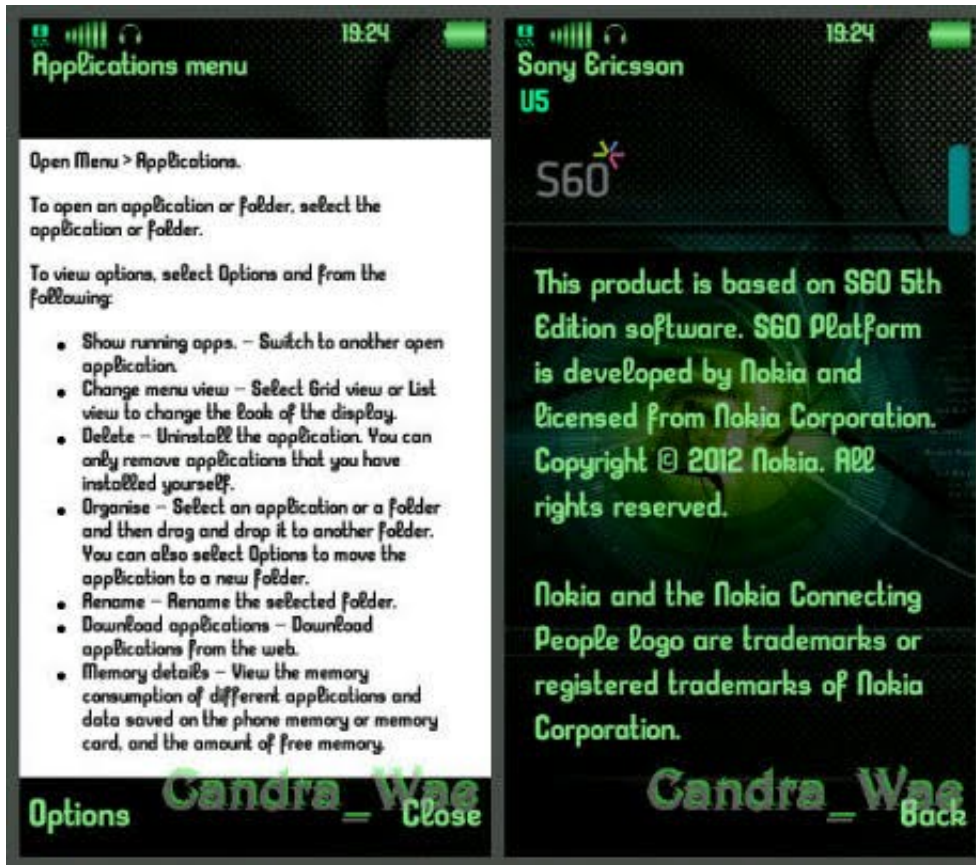 19:24
Applications menu
Open Menu > Applications.
To open an application or folder, select the
application or folder.
To view options, select Options and from the
following:
• Show running apps. – Switch to another open
application.
• Change menu view – Select Grid view or List
view to change the look of the display.
• Delete – Uninstall the application. You can
only remove applications that you have
installed yourself.
• Organise – Select an application or a folder
and then drag and drop it to another folder.
You can also select Options to move the
application to a new folder.
• Rename – Rename the selected folder.
• Download applications – Download
applications from the web.
• Memory details – View the memory
consumption of different applications and
data saved on the phone memory or memory
card, and the amount of free memory.
Candra_Wae
Options Close
19:24
Sony Ericsson
U5
S60
This product is based on S60 5th
Edition software. S60 Platform
is developed by Nokia and
licensed from Nokia Corporation.
Copyright © 2012 Nokia. All
rights reserved.
Nokia and the Nokia Connecting
People logo are trademarks or
registered trademarks of Nokia
Corporation.
Candra_Wae
Back